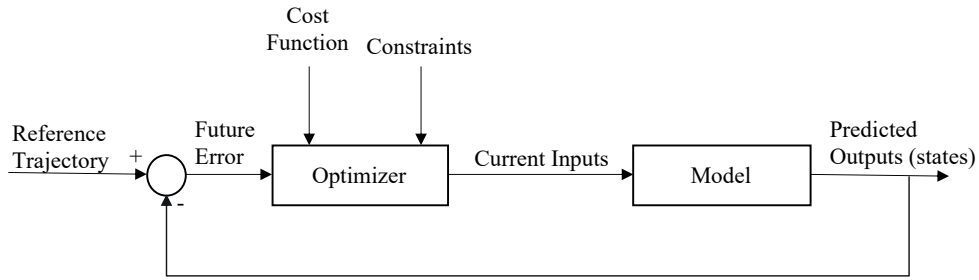 Cost
Function
Constraints
Reference
Trajectory
+
-
Future
Error
Optimizer
Current Inputs
Model
Predicted
Outputs (states)